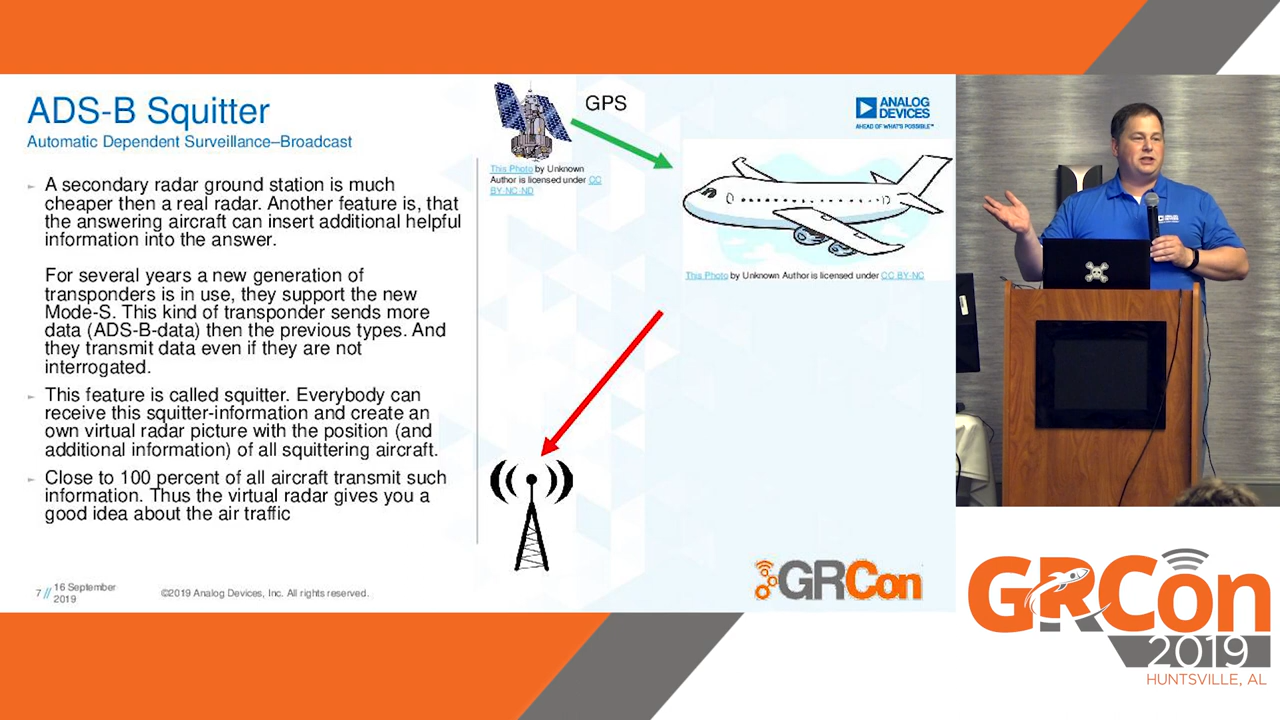 ADS-B Squitter
Automatic Dependent Surveillance–Broadcast
A secondary radar ground station is much
cheaper then a real radar. Another feature is, that
the answering aircraft can insert additional helpful
information into the answer.
For several years a new generation of
transponders is in use, they support the new
Mode-S. This kind of transponder sends more
data (ADS-B-data) then the previous types. And
they transmit data even if they are not
interrogated.
This feature is called squitter. Everybody can
receive this squitter-information and create an
own virtual radar picture with the position (and
additional information) of all squittering aircraft.
Close to 100 percent of all aircraft transmit such
information. Thus the virtual radar gives you a
good idea about the air traffic
GPS
This Photo by Unknown
Author is licensed under CC
BY-NC-ND
ANALOG
DEVICES
AHEAD OF WHAT'S POSSIBLE™
This Photo by Unknown Author is licensed under CC BY-NC
7 // 16 September
2019
©2019 Analog Devices, Inc. All rights reserved.
GRCon
GRCon
2019
HUNTSVILLE, AL